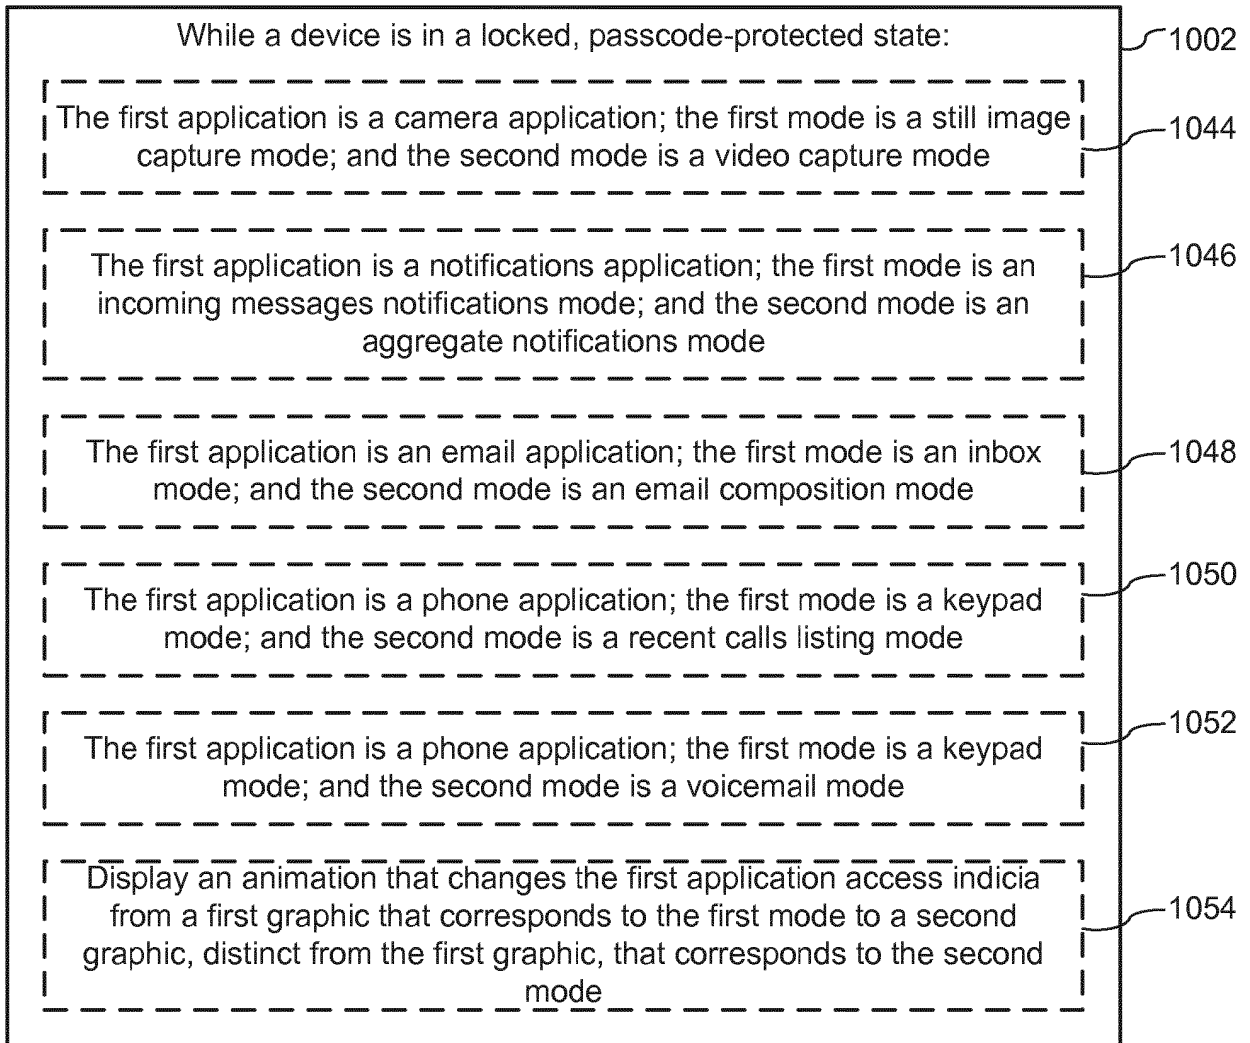 While a device is in a locked, passcode-protected state:
1002
The first application is a camera application; the first mode is a still image
capture mode; and the second mode is a video capture mode
1044
The first application is a notifications application; the first mode is an
incoming messages notifications mode; and the second mode is an
aggregate notifications mode
1046
The first application is an email application; the first mode is an inbox
mode; and the second mode is an email composition mode
1048
The first application is a phone application; the first mode is a keypad
mode; and the second mode is a recent calls listing mode
1050
The first application is a phone application; the first mode is a keypad
mode; and the second mode is a voicemail mode
1052
Display an animation that changes the first application access indicia
from a first graphic that corresponds to the first mode to a second
graphic, distinct from the first graphic, that corresponds to the second
mode
1054